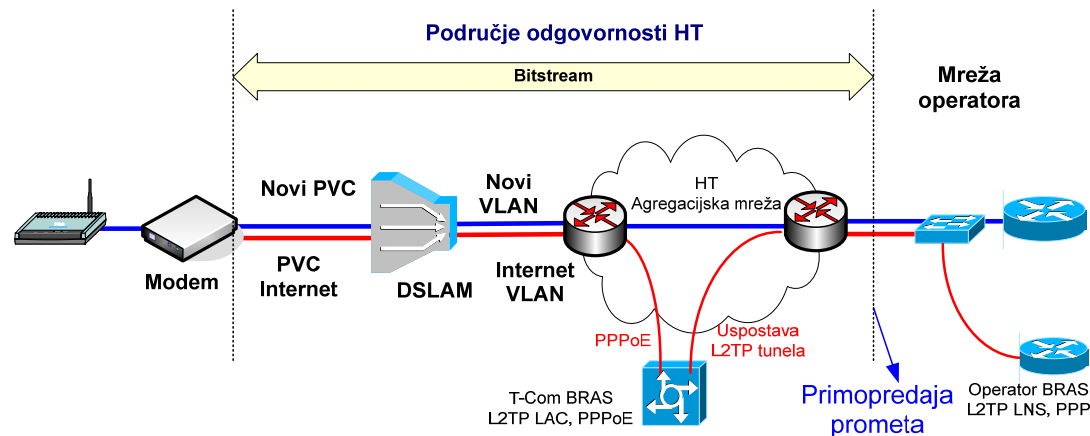 Područje odgovornosti HT
Bitstream
Mreža
operatora
Novi PVC
Novi
VLAN
HT
Agregacijska mreža
Modem
PVC
Internet
DSLAM
Internet
VLAN
PPPoE
Uspostava
L2TP tunela
T-Com BRAS
L2TP LAC, PPPoE
Primopredaja
prometa
Operator BRAS
L2TP LNS, PPP